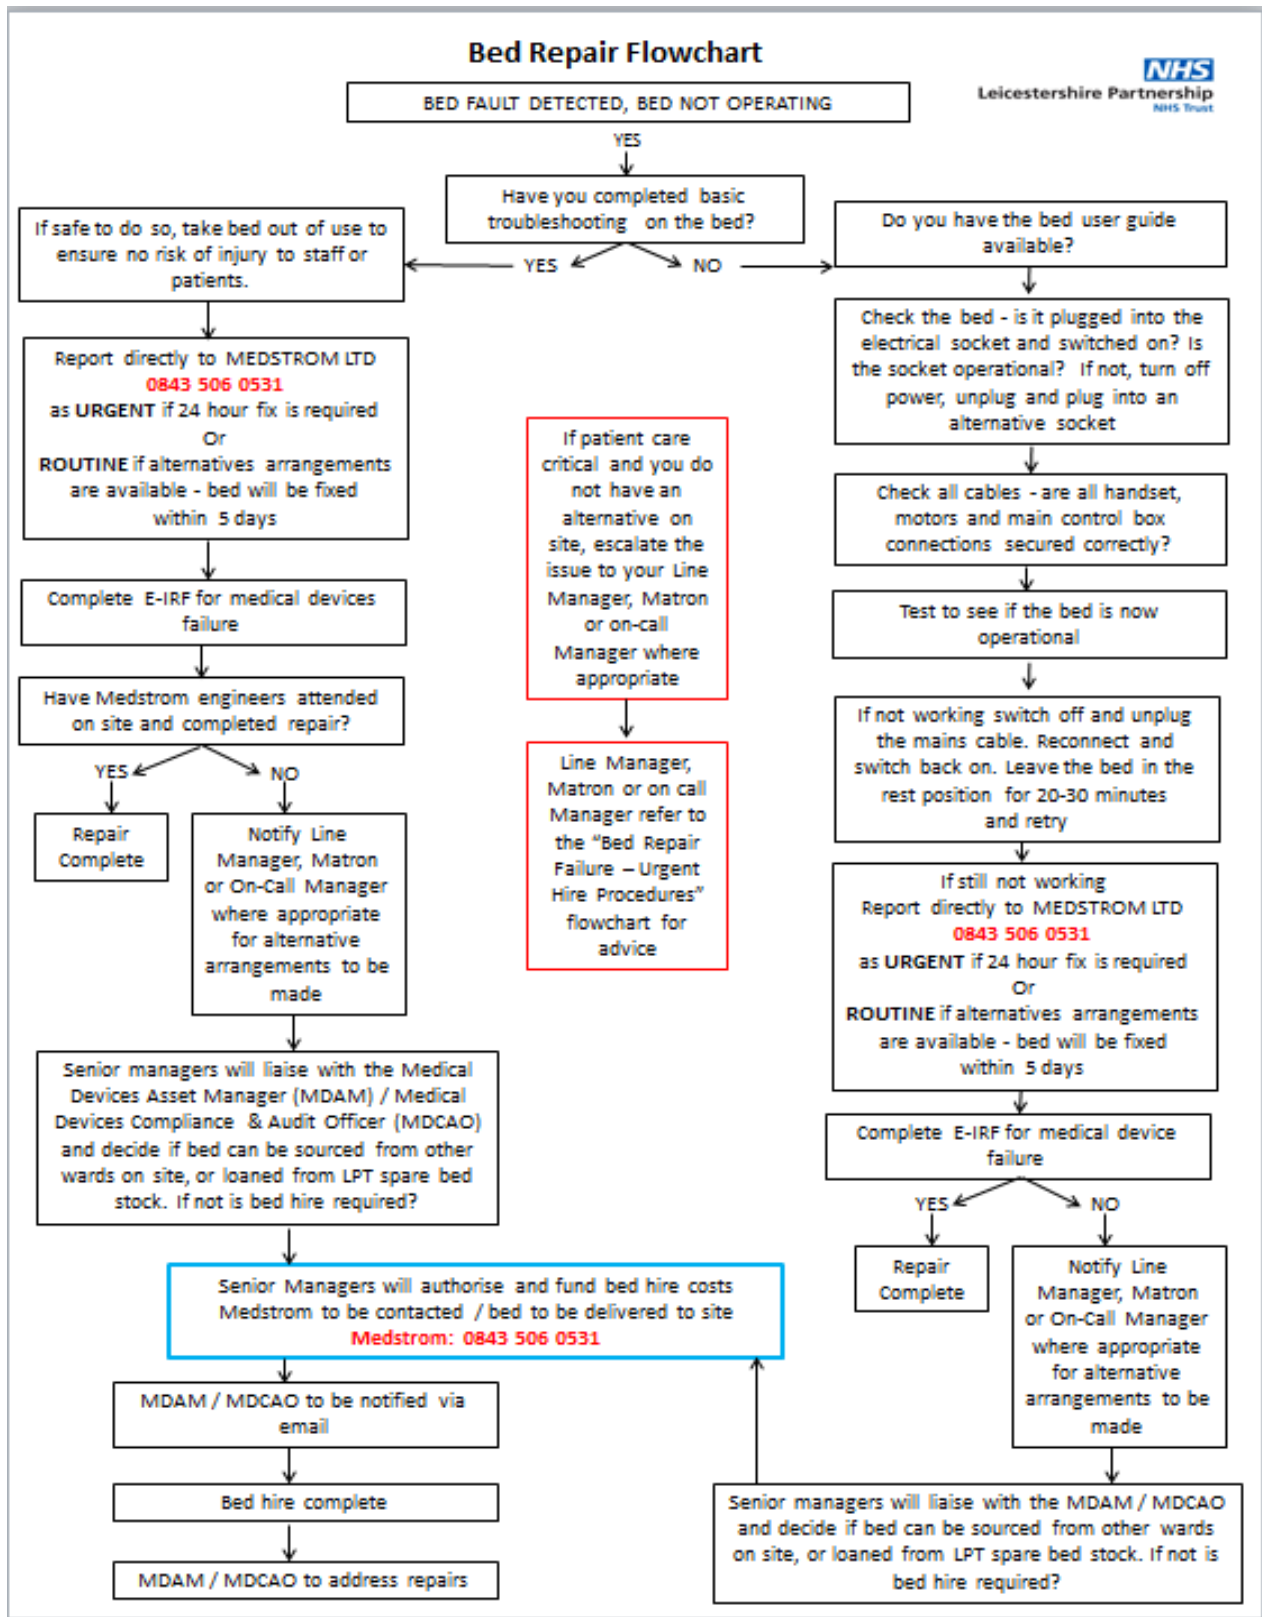 Bed Repair Flowchart
NHS
Leicestershire Partnership
NHS Trust
BED FAULT DETECTED, BED NOT OPERATING
YES
Have you completed basic
troubleshooting on the bed?
YES
NO
If safe to do so, take bed out of use to
ensure no risk of injury to staff or
patients.
Report directly to MEDSTROM LTD
0843 506 0531
as URGENT if 24 hour fix is required
Or
ROUTINE if alternatives arrangements
are available - bed will be fixed
within 5 days
Complete E-IRF for medical devices
failure
Have Medstrom engineers attended
on site and completed repair?
YES
NO
Repair
Complete
Notify Line
Manager, Matron
or On-Call Manager
where appropriate
for alternative
arrangements to be
made
Senior managers will liaise with the Medical
Devices Asset Manager (MDAM) / Medical
Devices Compliance & Audit Officer (MDCAO)
and decide if bed can be sourced from other
wards on site, or loaned from LPT spare bed
stock. If not is bed hire required?
Senior Managers will authorise and fund bed hire costs
Medstrom to be contacted / bed to be delivered to site
Medstrom: 0843 506 0531
MDAM / MDCAO to be notified via
email
Bed hire complete
MDAM / MDCAO to address repairs
If patient care
critical and you do
not have an
alternative on
site, escalate the
issue to your Line
Manager, Matron
or on-call
Manager where
appropriate
Line Manager,
Matron or on call
Manager refer to
the “Bed Repair
Failure – Urgent
Hire Procedures”
flowchart for
advice
Do you have the bed user guide
available?
Check the bed - is it plugged into the
electrical socket and switched on? Is
the socket operational? If not, turn off
power, unplug and plug into an
alternative socket
Check all cables - are all handset,
motors and main control box
connections secured correctly?
Test to see if the bed is now
operational
If not working switch off and unplug
the mains cable. Reconnect and
switch back on. Leave the bed in the
rest position for 20-30 minutes
and retry
If still not working
Report directly to MEDSTROM LTD
0843 506 0531
as URGENT if 24 hour fix is required
Or
ROUTINE if alternatives arrangements
are available - bed will be fixed
within 5 days
Complete E-IRF for medical device
failure
YES
NO
Repair
Complete
Notify Line
Manager, Matron
or On-Call Manager
where appropriate
for alternative
arrangements to be
made
Senior managers will liaise with the MDAM / MDCAO
and decide if bed can be sourced from other wards
on site, or loaned from LPT spare bed stock. If not is
bed hire required?